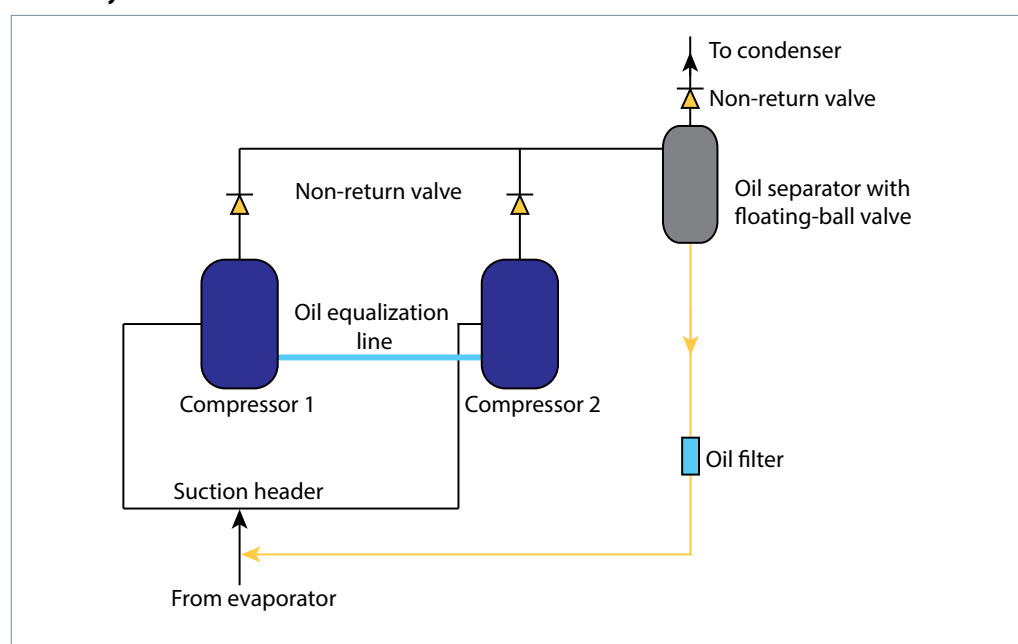 To condenser
Non-return valve
Non-return valve
Oil separator with
floating-ball valve
Oil equalization
line
Compressor 1
Compressor 2
Oil filter
Suction header
From evaporator